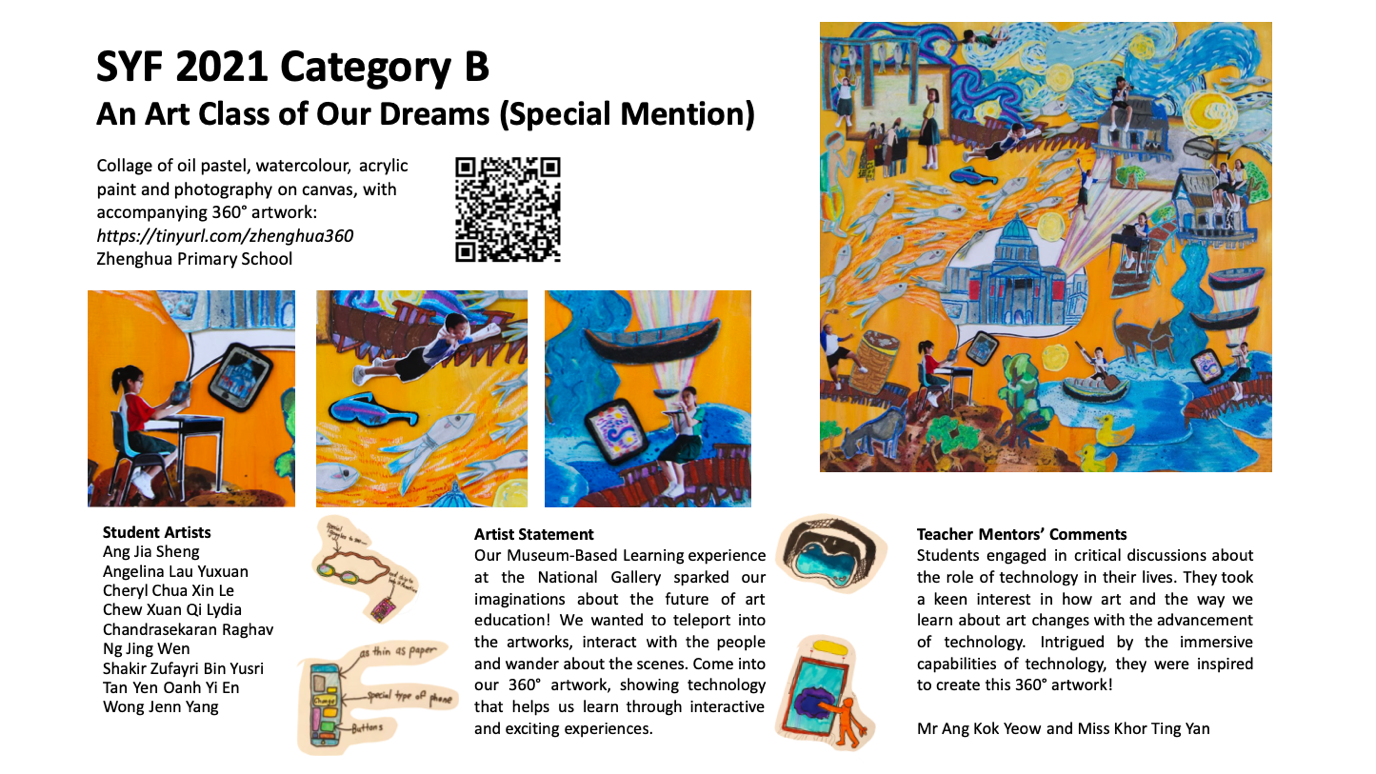 SYF 2021 Category B
An Art Class of Our Dreams (Special Mention)
Collage of oil pastel, watercolour, acrylic
paint and photography on canvas, with
accompanying 360° artwork:
https://tinyurl.com/zhenghua360
Zhenghua Primary School
Student Artists
Ang Jia Sheng
Angelina Lau Yuxuan
Cheryl Chua Xin Le
Chew Xuan Qi Lydia
Chandrasekaran Raghav
Ng Jing Wen
Shakir Zufayri Bin Yusri
Tan Yen Oanh Yi En
Wong Jenn Yang
as thin as paper
special type of phone
Change
Buttons
Artist Statement
Our Museum-Based Learning experience
at the National Gallery sparked our
imaginations about the future of art
education! We wanted to teleport into
the artworks, interact with the people
and wander about the scenes. Come into
our 360° artwork, showing technology
that helps us learn through interactive
and exciting experiences.
Teacher Mentors’ Comments
Students engaged in critical discussions about
the role of technology in their lives. They took
a keen interest in how art and the way we
learn about art changes with the advancement
of technology. Intrigued by the immersive
capabilities of technology, they were inspired
to create this 360° artwork!
Mr Ang Kok Yeow and Miss Khor Ting Yan